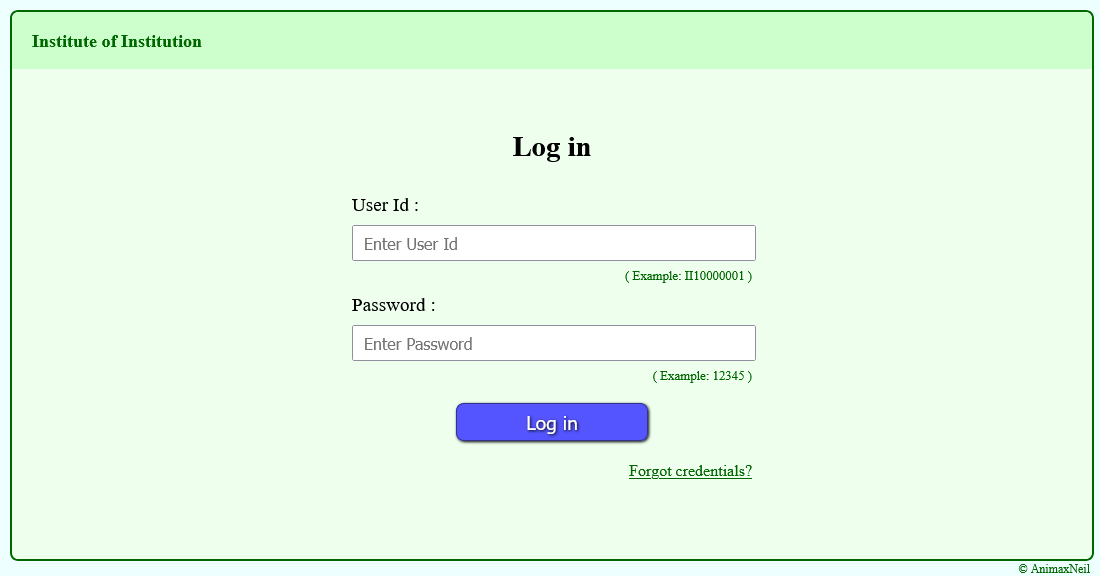 Institute of Institution
Log in
User Id :
Enter User Id
( Example: II10000001 )
Password :
Enter Password
( Example: 12345 )
Log in
Forgot credentials?
© AnimaxNeil